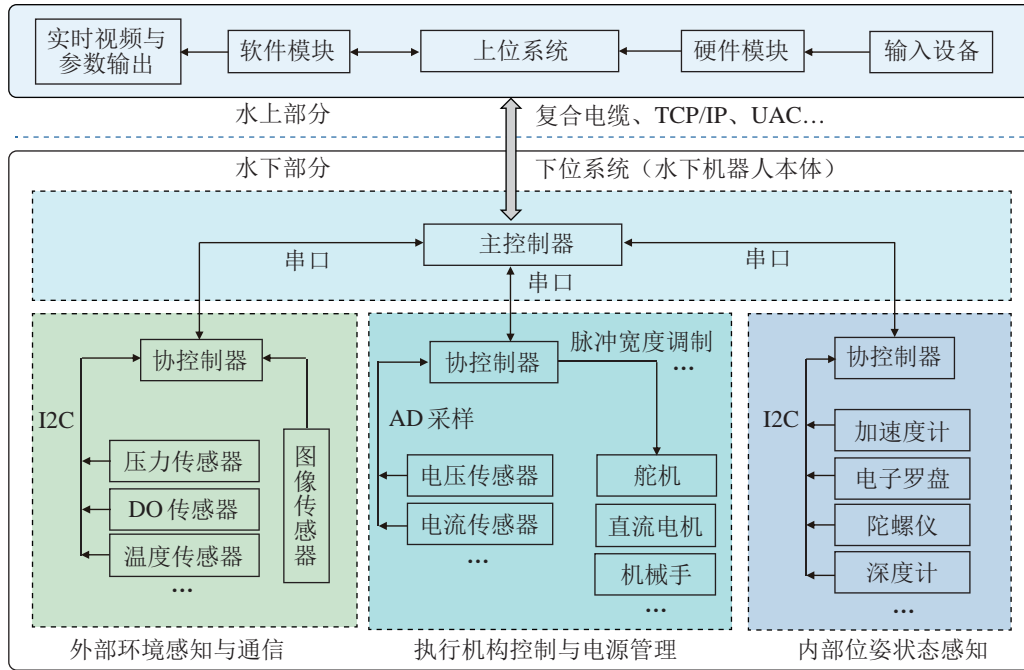 实时视频与
参数输出
软件模块
上位系统
硬件模块
输入设备
水上部分
复合电缆、TCP/IP、UAC…
水下部分
下位系统（水下机器人本体）
主控制器
串口
串口
串口
协控制器
I2C
压力传感器
DO传感器
温度传感器
…
图像传感器
外部环境感知与通信
协控制器
脉冲宽度调制
…
AD采样
电压传感器
电流传感器
…
舵机
直流电机
机械手
…
执行机构控制与电源管理
协控制器
I2C
加速度计
电子罗盘
陀螺仪
深度计
…
内部位姿状态感知